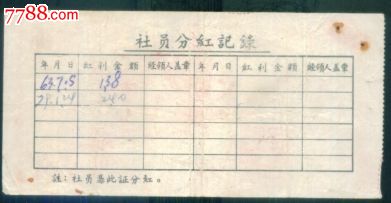 7788.com
社员分紅記錄
年月日 紅利金額 經領人盖章 年月日 紅利金額 經領人盖章
63.7.5 138
註：社员憑此証分紅。